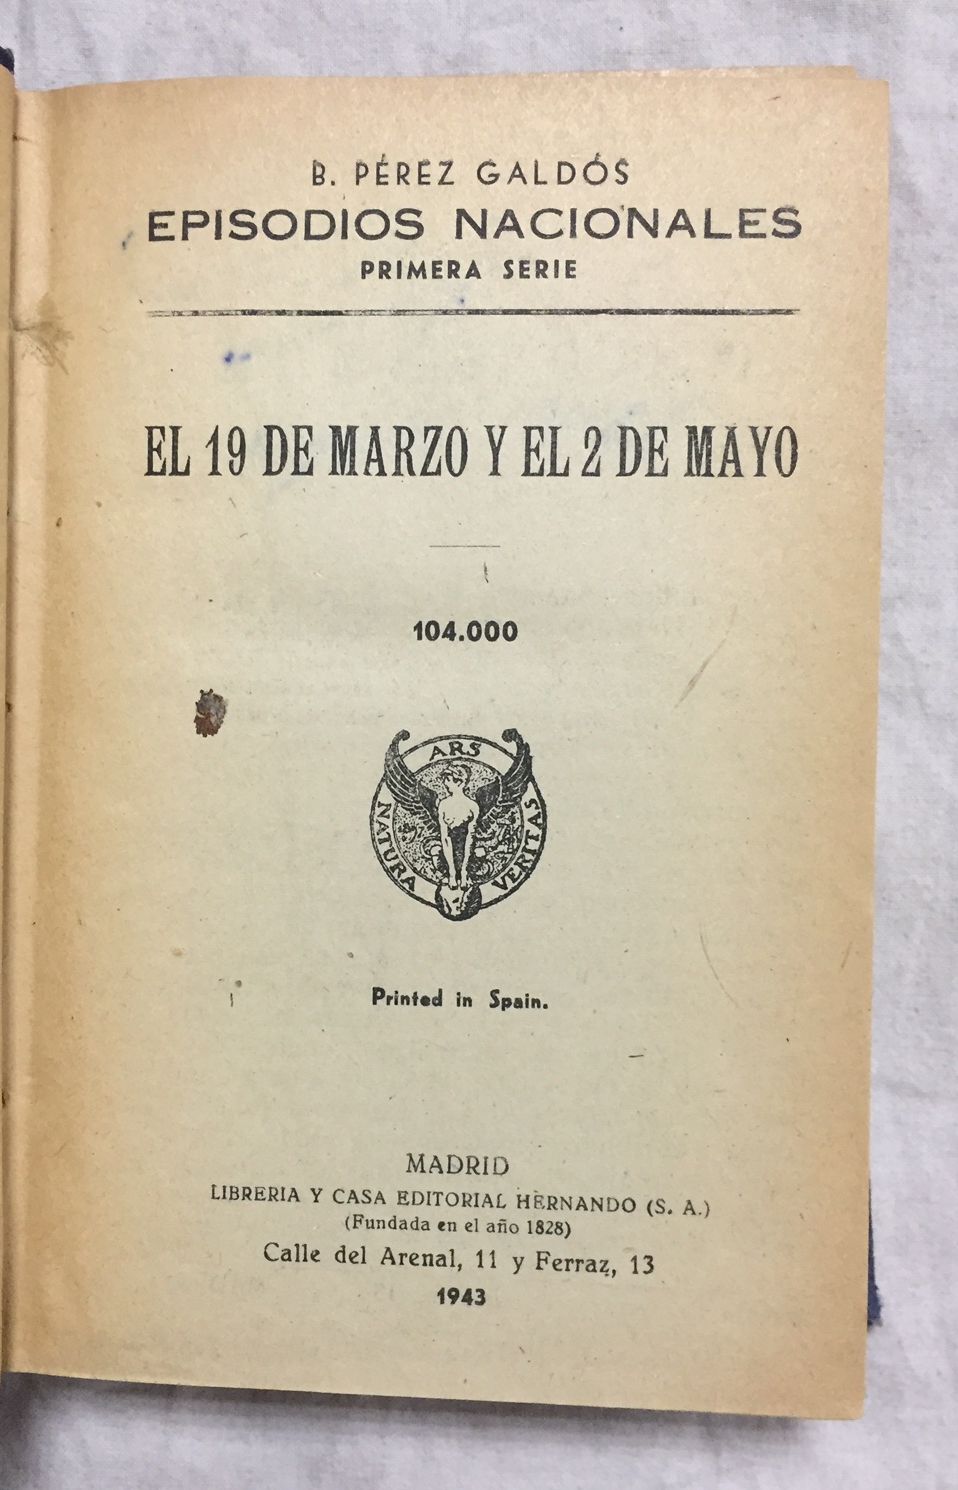 B. PÉREZ GALDÓS
EPISODIOS NACIONALES
PRIMERA SERIE
EL 19 DE MARZO Y EL 2 DE MAYO
104.000
ARS
NATURA
VERITAS
Printed in Spain.
MADRID
LIBRERIA Y CASA EDITORIAL HERNANDO (S. A.)
(Fundada en el año 1828)
Calle del Arenal, 11 y Ferraz, 13
1943